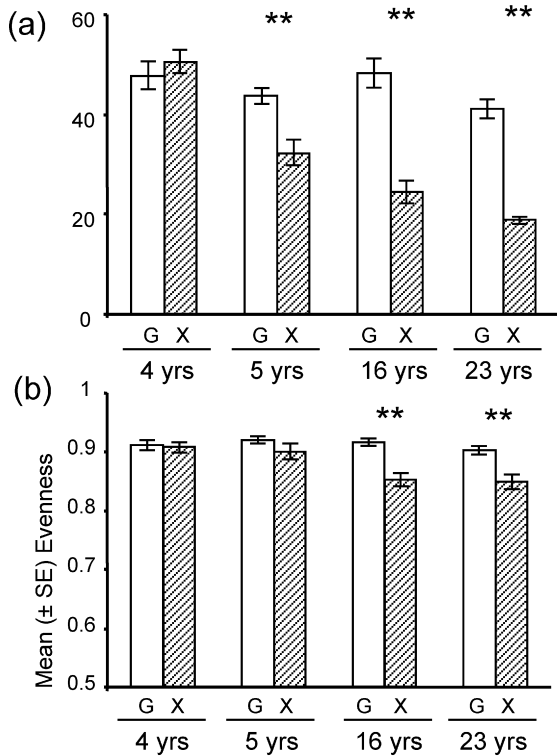 (a)
60
** ** **
40
20
0
G X G X G X G X
4 yrs 5 yrs 16 yrs 23 yrs
(b)
1
** **
0.9
0.8
0.7
0.6
0.5
Mean (± SE) Evenness
G X G X G X G X
4 yrs 5 yrs 16 yrs 23 yrs